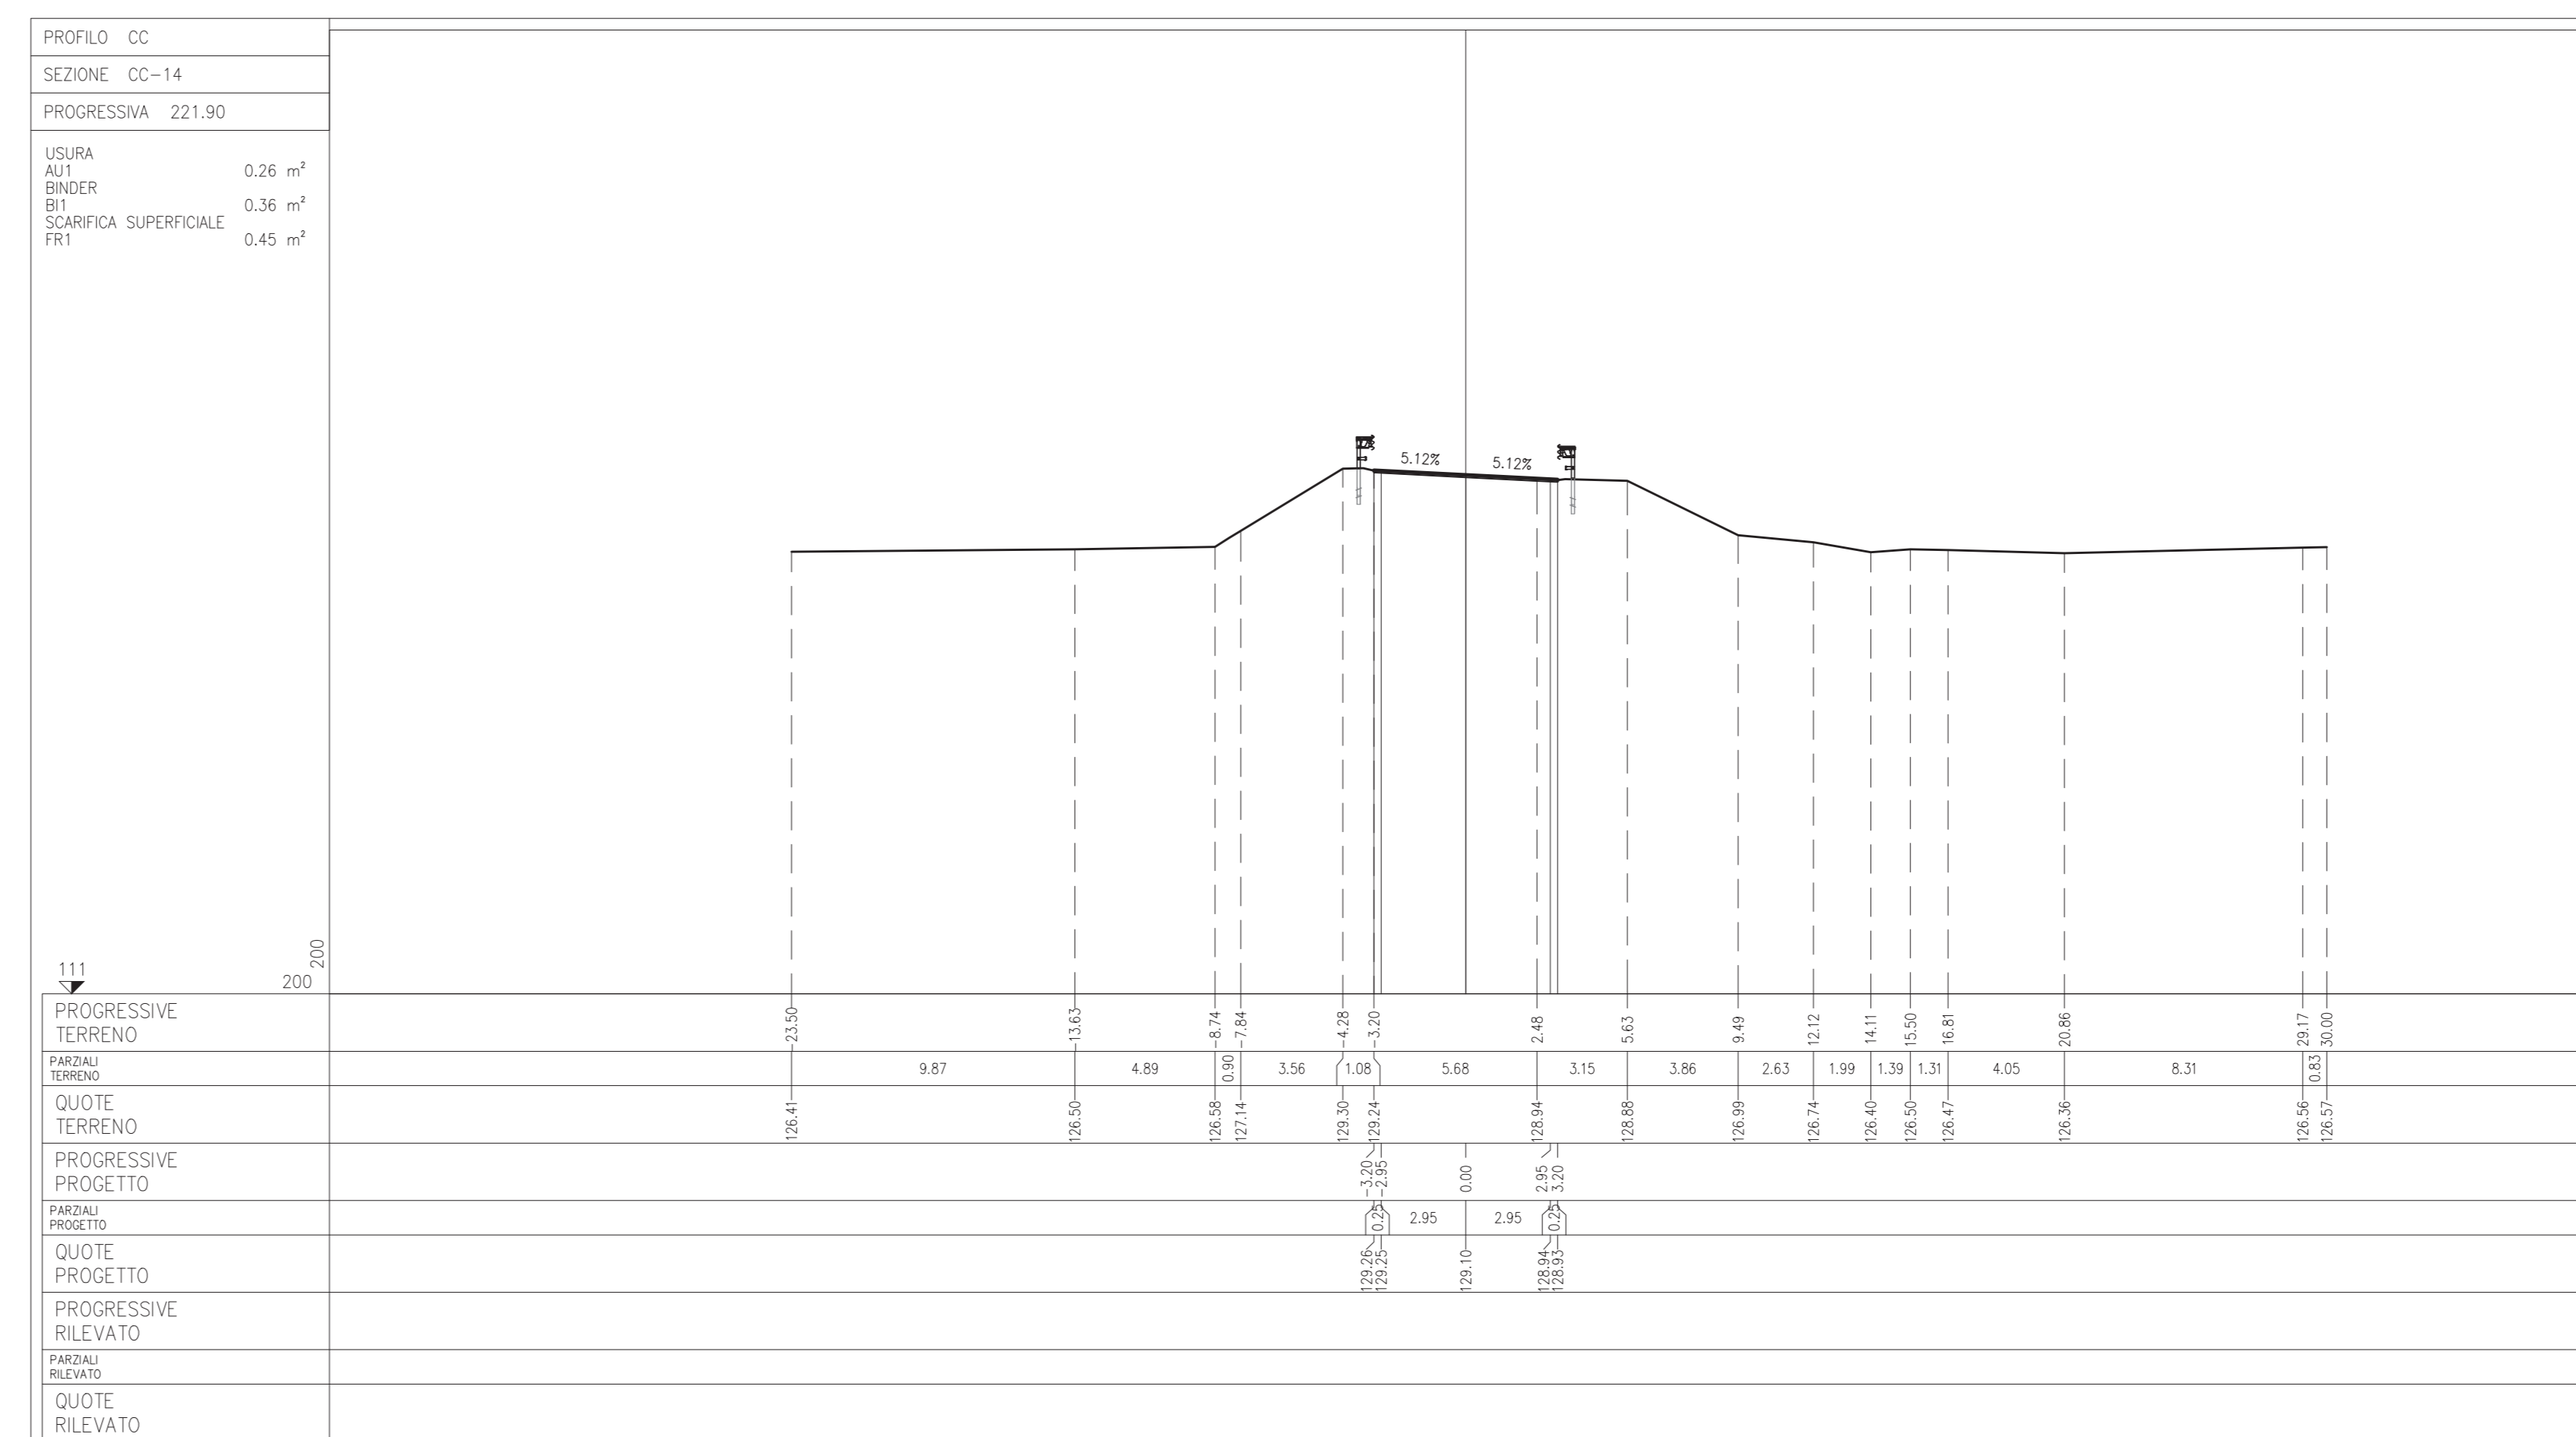 PROFILO CC
SEZIONE CC-14
PROGRESSIVA 221.90
USURA
AU1 0.26 m²
BINDER
BI1 0.36 m²
SCARIFICA SUPERFICIALE
FR1 0.45 m²
5.12% 5.12%
200
111
200
PROGRESSIVE
TERRENO
-23.50 -13.63 -8.74 -7.84 -4.28 -3.20 2.48 5.63 9.49 12.12 14.11 15.50 16.81 20.86 29.17 30.00
PARZIALI
TERRENO
9.87 4.89 0.90 3.56 1.08 5.68 3.15 3.86 2.63 1.99 1.39 1.31 4.05 8.31 0.83
QUOTE
TERRENO
126.41 126.50 126.58 127.14 129.30 129.24 128.94 128.88 126.99 126.74 126.40 126.50 126.47 126.36 126.56 126.57
PROGRESSIVE
PROGETTO
-3.20 -2.95 0.00 2.95 3.20
PARZIALI
PROGETTO
0.25 2.95 2.95 0.25
QUOTE
PROGETTO
129.26 129.25 129.10 128.94 128.93
PROGRESSIVE
RILEVATO
PARZIALI
RILEVATO
QUOTE
RILEVATO